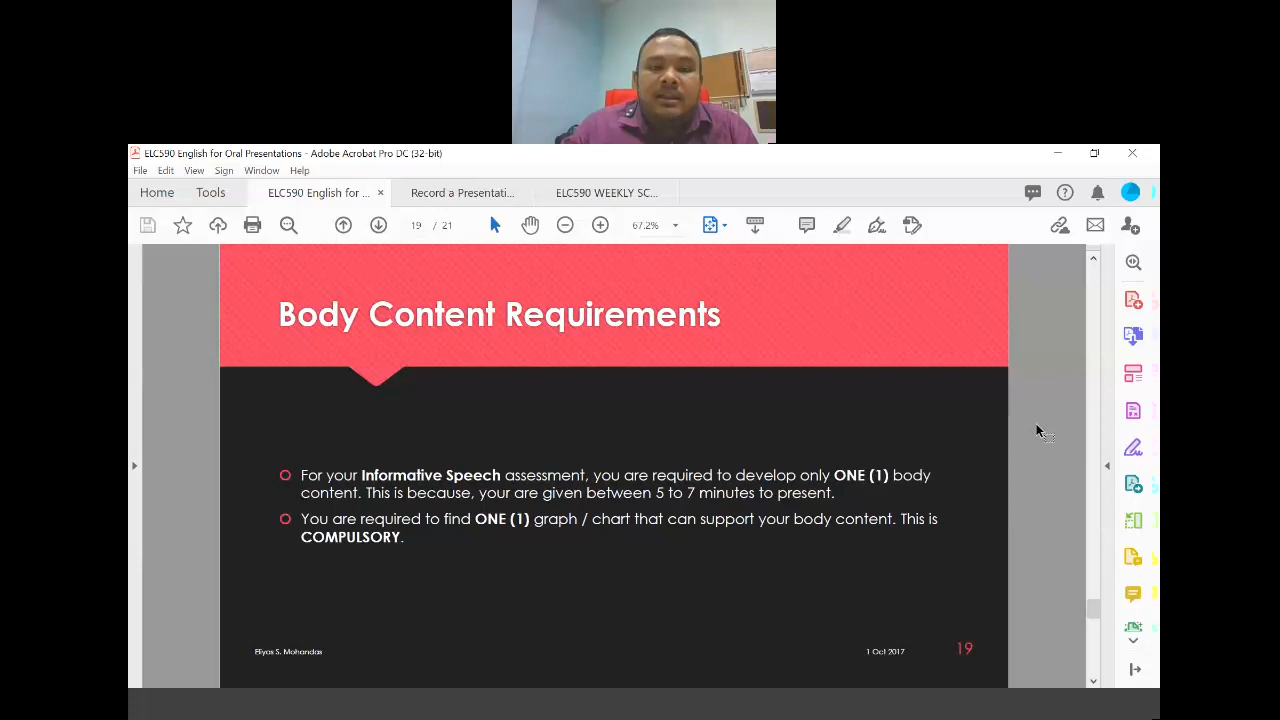 ELC590 English for Oral Presentations - Adobe Acrobat Pro DC (32-bit)
File Edit View Sign Window Help
Home Tools ELC590 English for ... × Record a Presentati... ELC590 WEEKLY SC...
19 / 21 67.2%
Body Content Requirements
For your Informative Speech assessment, you are required to develop only ONE (1) body
content. This is because, your are given between 5 to 7 minutes to present.
You are required to find ONE (1) graph / chart that can support your body content. This is
COMPULSORY.
Eliyas S. Mohandas 1 Oct 2017 19